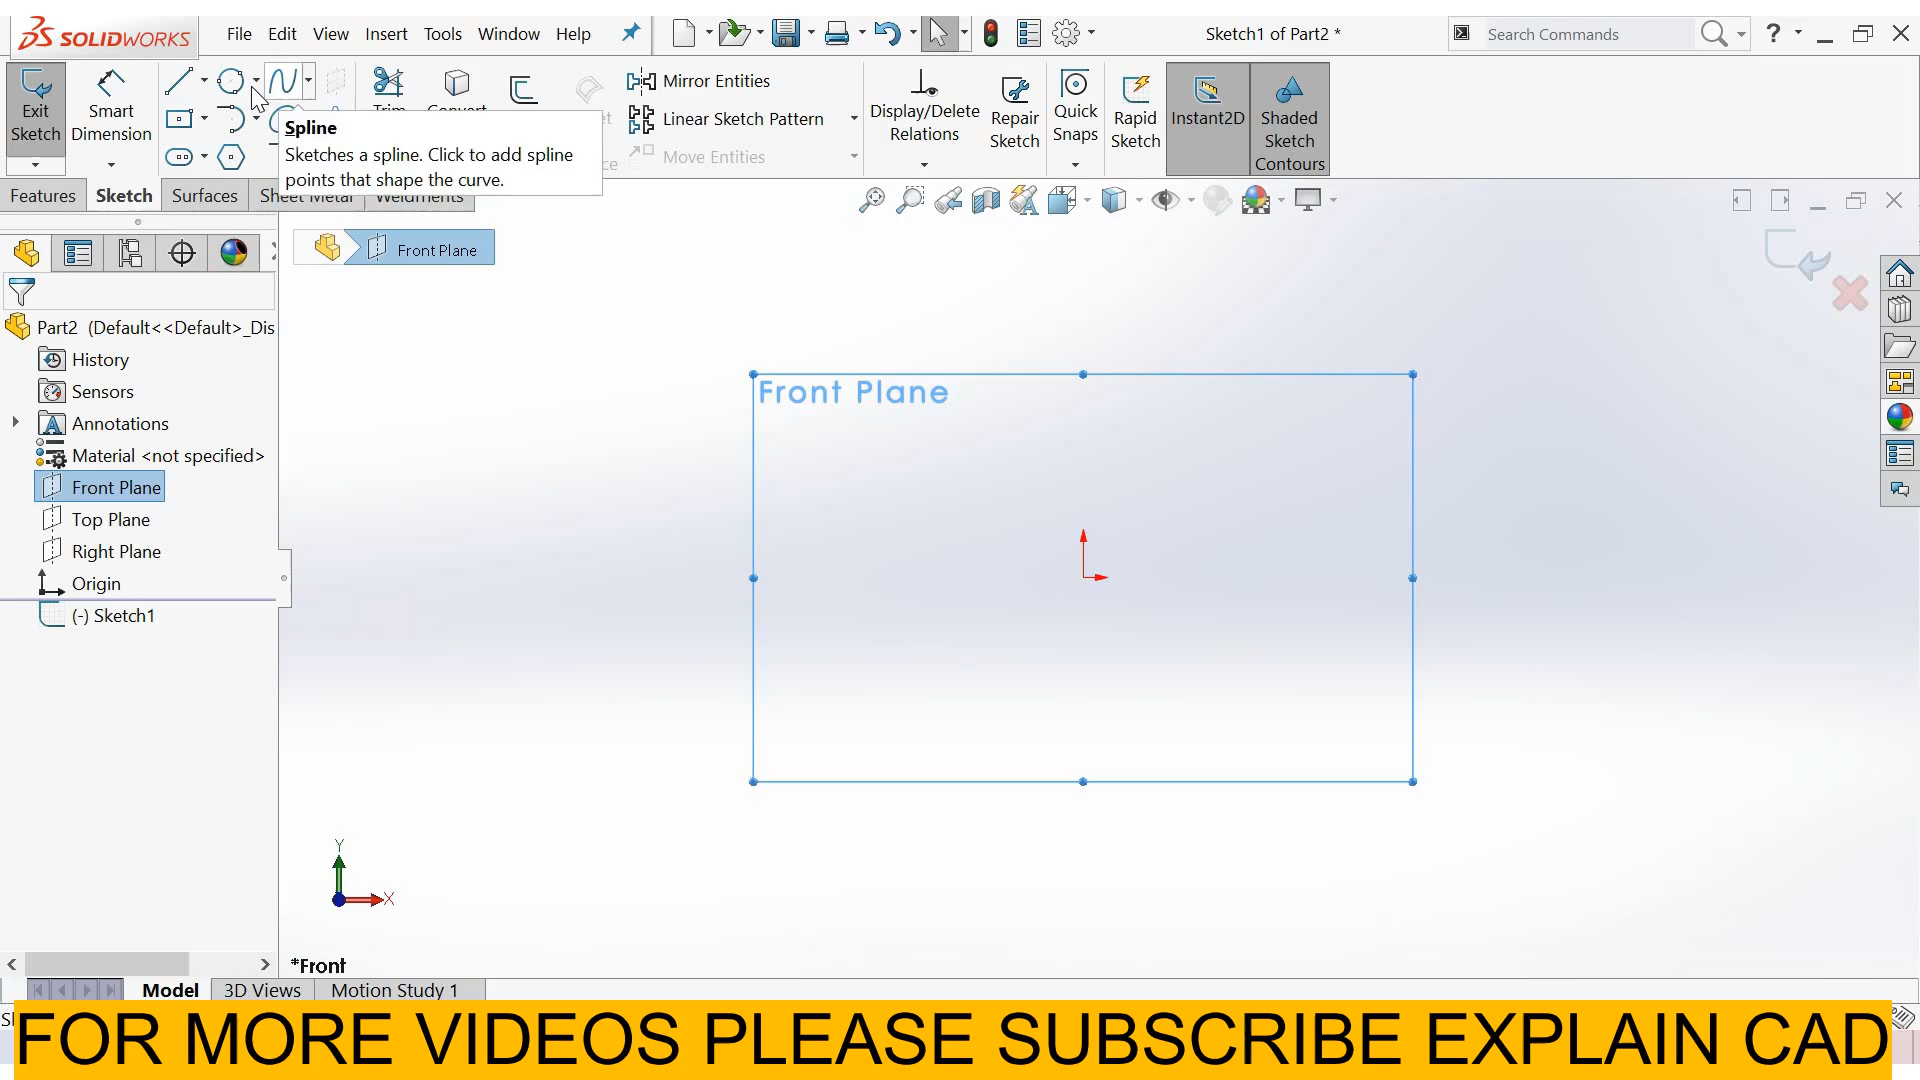 SOLIDWORKS
File Edit View Insert Tools Window Help
Sketch1 of Part2 *
Search Commands
?
Exit Sketch
Smart Dimension
Mirror Entities
Linear Sketch Pattern
Move Entities
Display/Delete Relations
Repair Sketch
Quick Snaps
Rapid Sketch
Instant2D
Shaded Sketch Contours
Spline
Sketches a spline. Click to add spline
points that shape the curve.
Features Sketch Surfaces Sheet Metal Weldments
Front Plane
Part2 (Default<<Default>_Dis
History
Sensors
Annotations
Material <not specified>
Front Plane
Top Plane
Right Plane
Origin
(-) Sketch1
Front Plane
Y
X
*Front
Model 3D Views Motion Study 1
FOR MORE VIDEOS PLEASE SUBSCRIBE EXPLAIN CAD